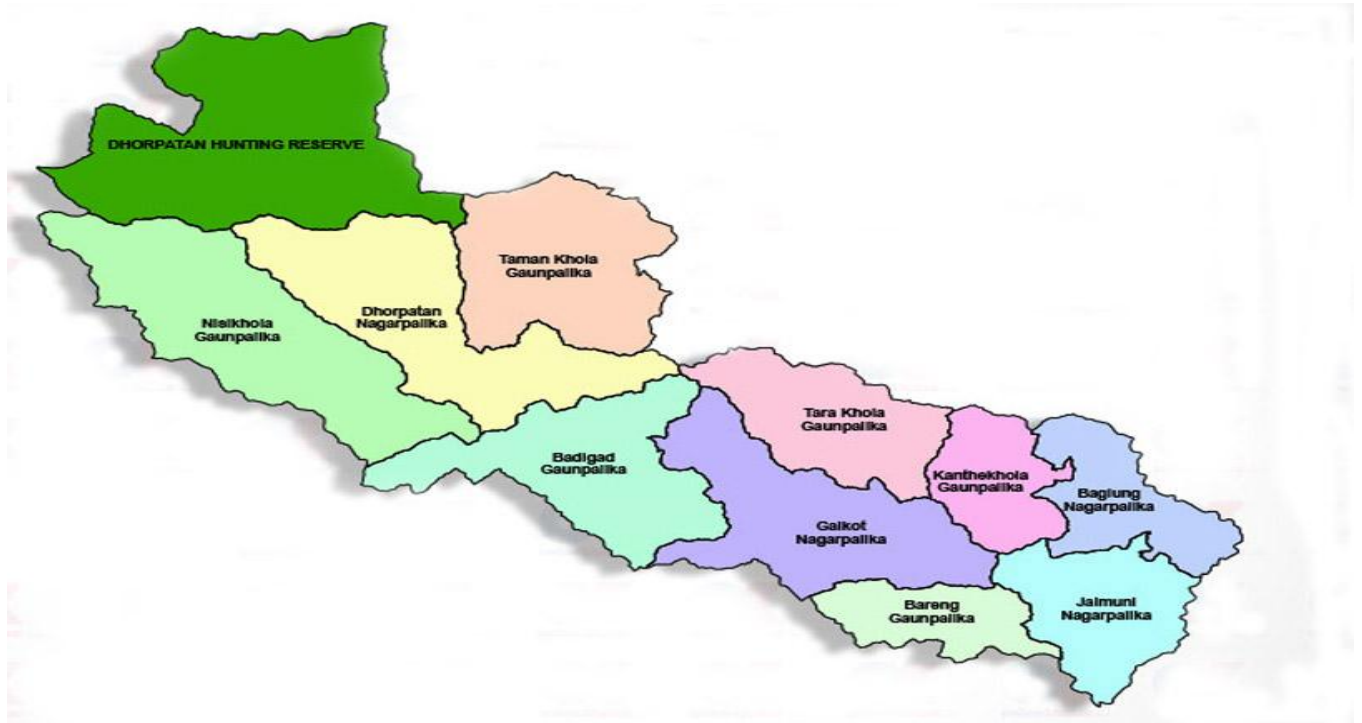 DHORPATAN HUNTING RESERVE
Taman Khola
Gaunpalika
Dhorpatan
Nagarpalika
Nisikhola
Gaunpalika
Tara Khola
Gaunpalika
Badigad
Gaunpalika
Kanthekhola
Gaunpalika
Baglung
Nagarpalika
Galkot
Nagarpalika
Bareng
Gaunpalika
Jaimuni
Nagarpalika